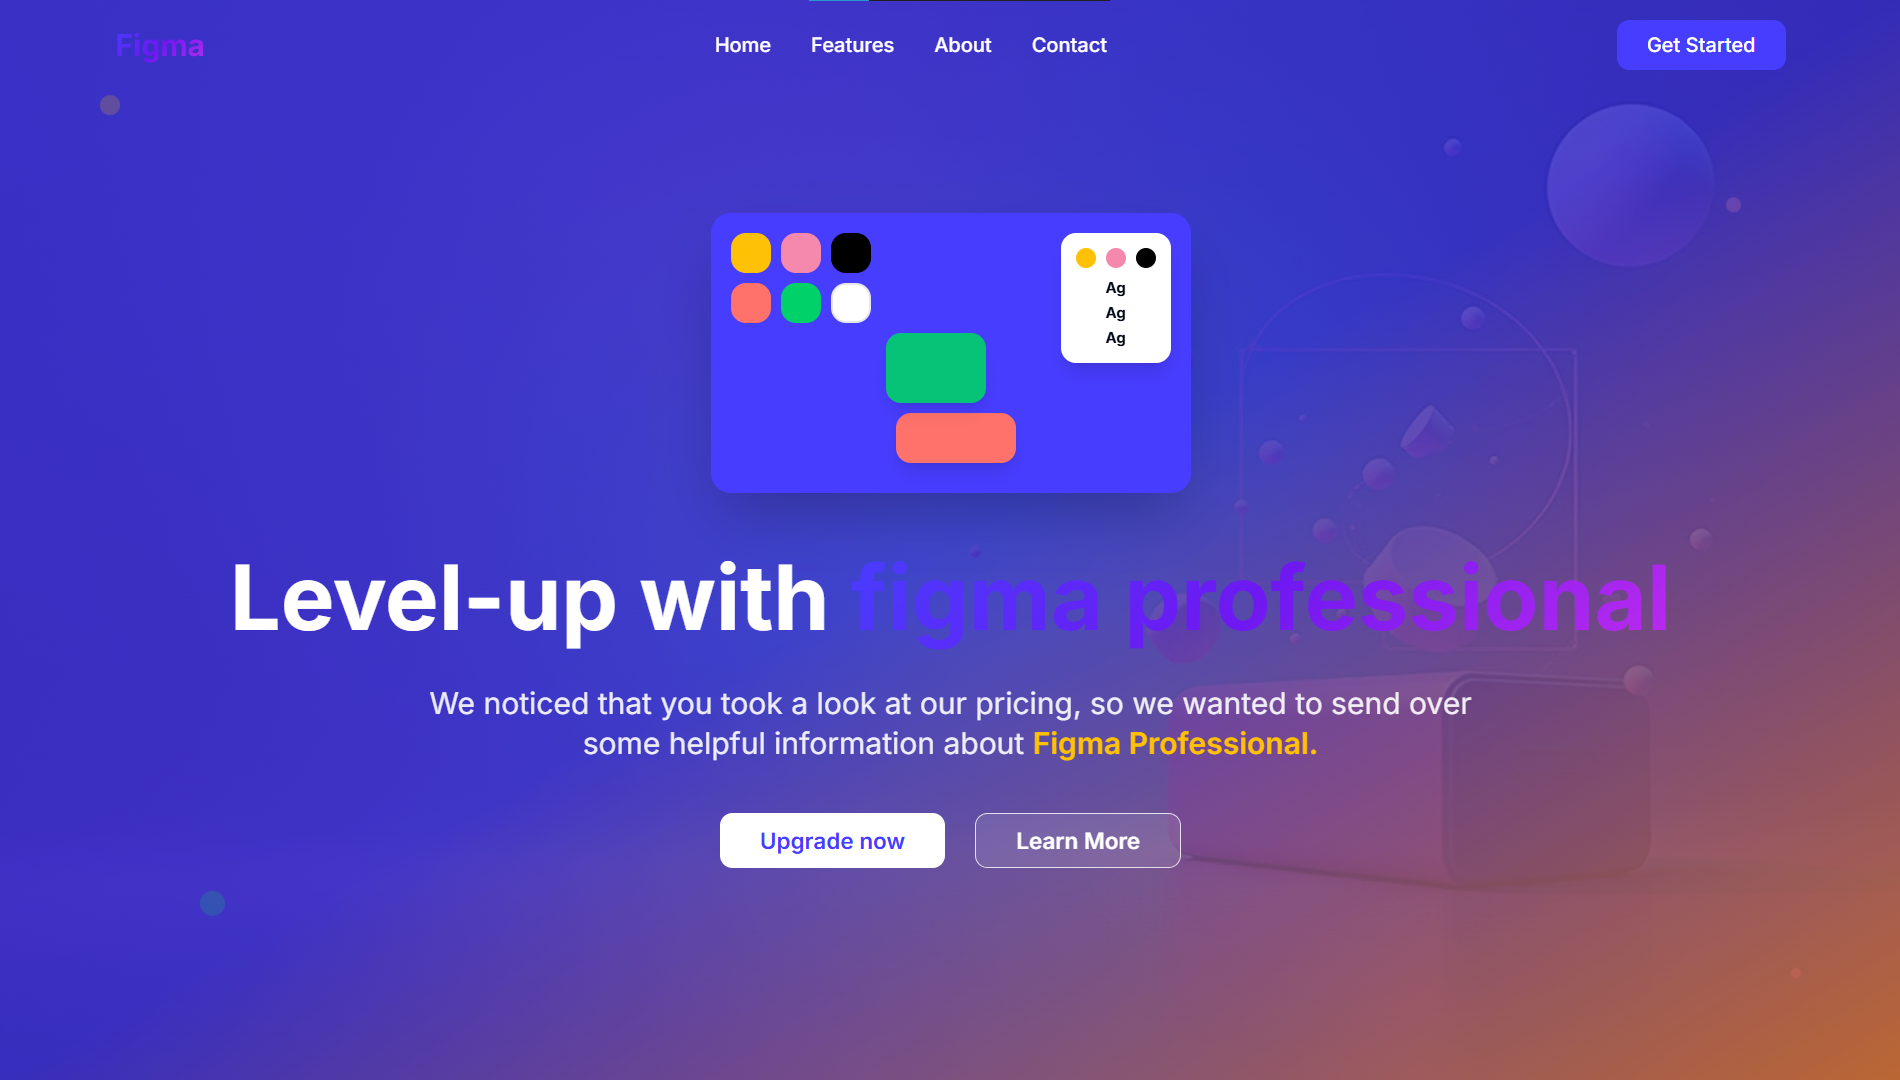 Figma
Home Features About Contact
Get Started
Ag
Ag
Ag
Level-up with figma professional
We noticed that you took a look at our pricing, so we wanted to send over
some helpful information about Figma Professional.
Upgrade now
Learn More